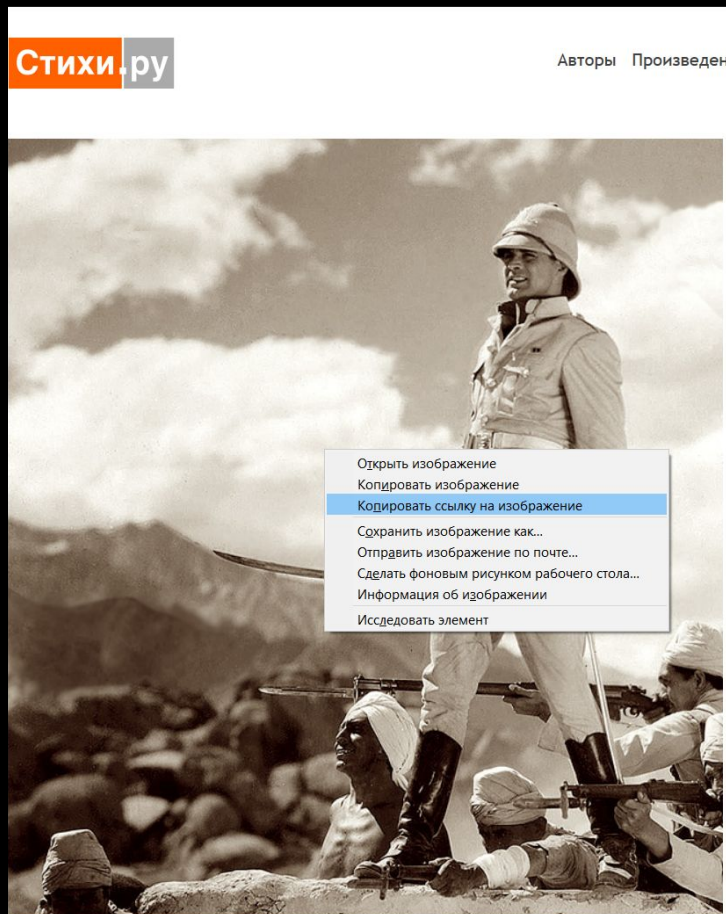 Стихи.ру
Авторы Произведен
Открыть изображение
Копировать изображение
Копировать ссылку на изображение
Сохранить изображение как...
Отправить изображение по почте...
Сделать фоновым рисунком рабочего стола...
Информация об изображении
Исследовать элемент